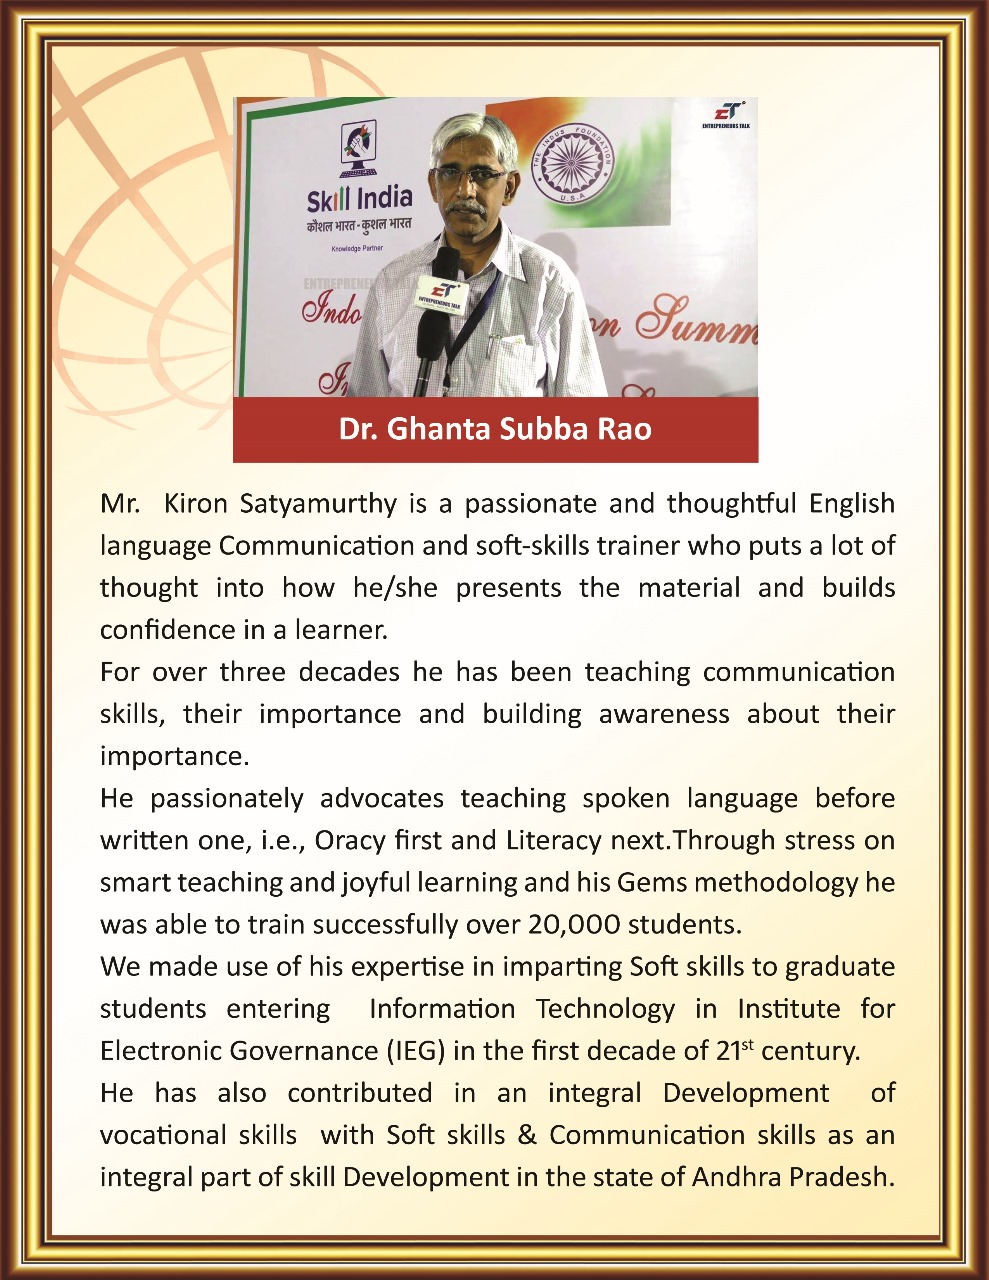 ET
ENTREPRENEURS TALK
THE INDUS FOUNDATION
U.S.A
Skill India
कौशल भारत - कुशल भारत
Knowledge Partner
ENTREPRENEURS TALK
ET
ENTREPRENEURS TALK
Indo
on Summ
In
Dr. Ghanta Subba Rao
Mr. Kiron Satyamurthy is a passionate and thoughtful English
language Communication and soft-skills trainer who puts a lot of
thought into how he/she presents the material and builds
confidence in a learner.
For over three decades he has been teaching communication
skills, their importance and building awareness about their
importance.
He passionately advocates teaching spoken language before
written one, i.e., Oracy first and Literacy next.Through stress on
smart teaching and joyful learning and his Gems methodology he
was able to train successfully over 20,000 students.
We made use of his expertise in imparting Soft skills to graduate
students entering Information Technology in Institute for
Electronic Governance (IEG) in the first decade of 21st century.
He has also contributed in an integral Development of
vocational skills with Soft skills & Communication skills as an
integral part of skill Development in the state of Andhra Pradesh.